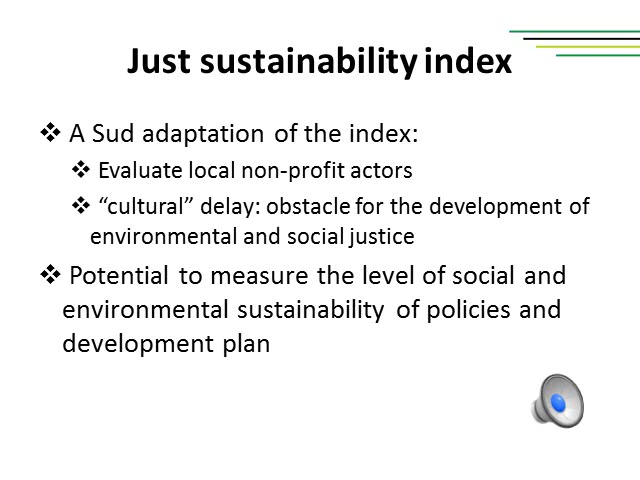 Just sustainability index
❖ A Sud adaptation of the index:
❖ Evaluate local non-profit actors
❖ “cultural” delay: obstacle for the development of
environmental and social justice
❖ Potential to measure the level of social and
environmental sustainability of policies and
development plan